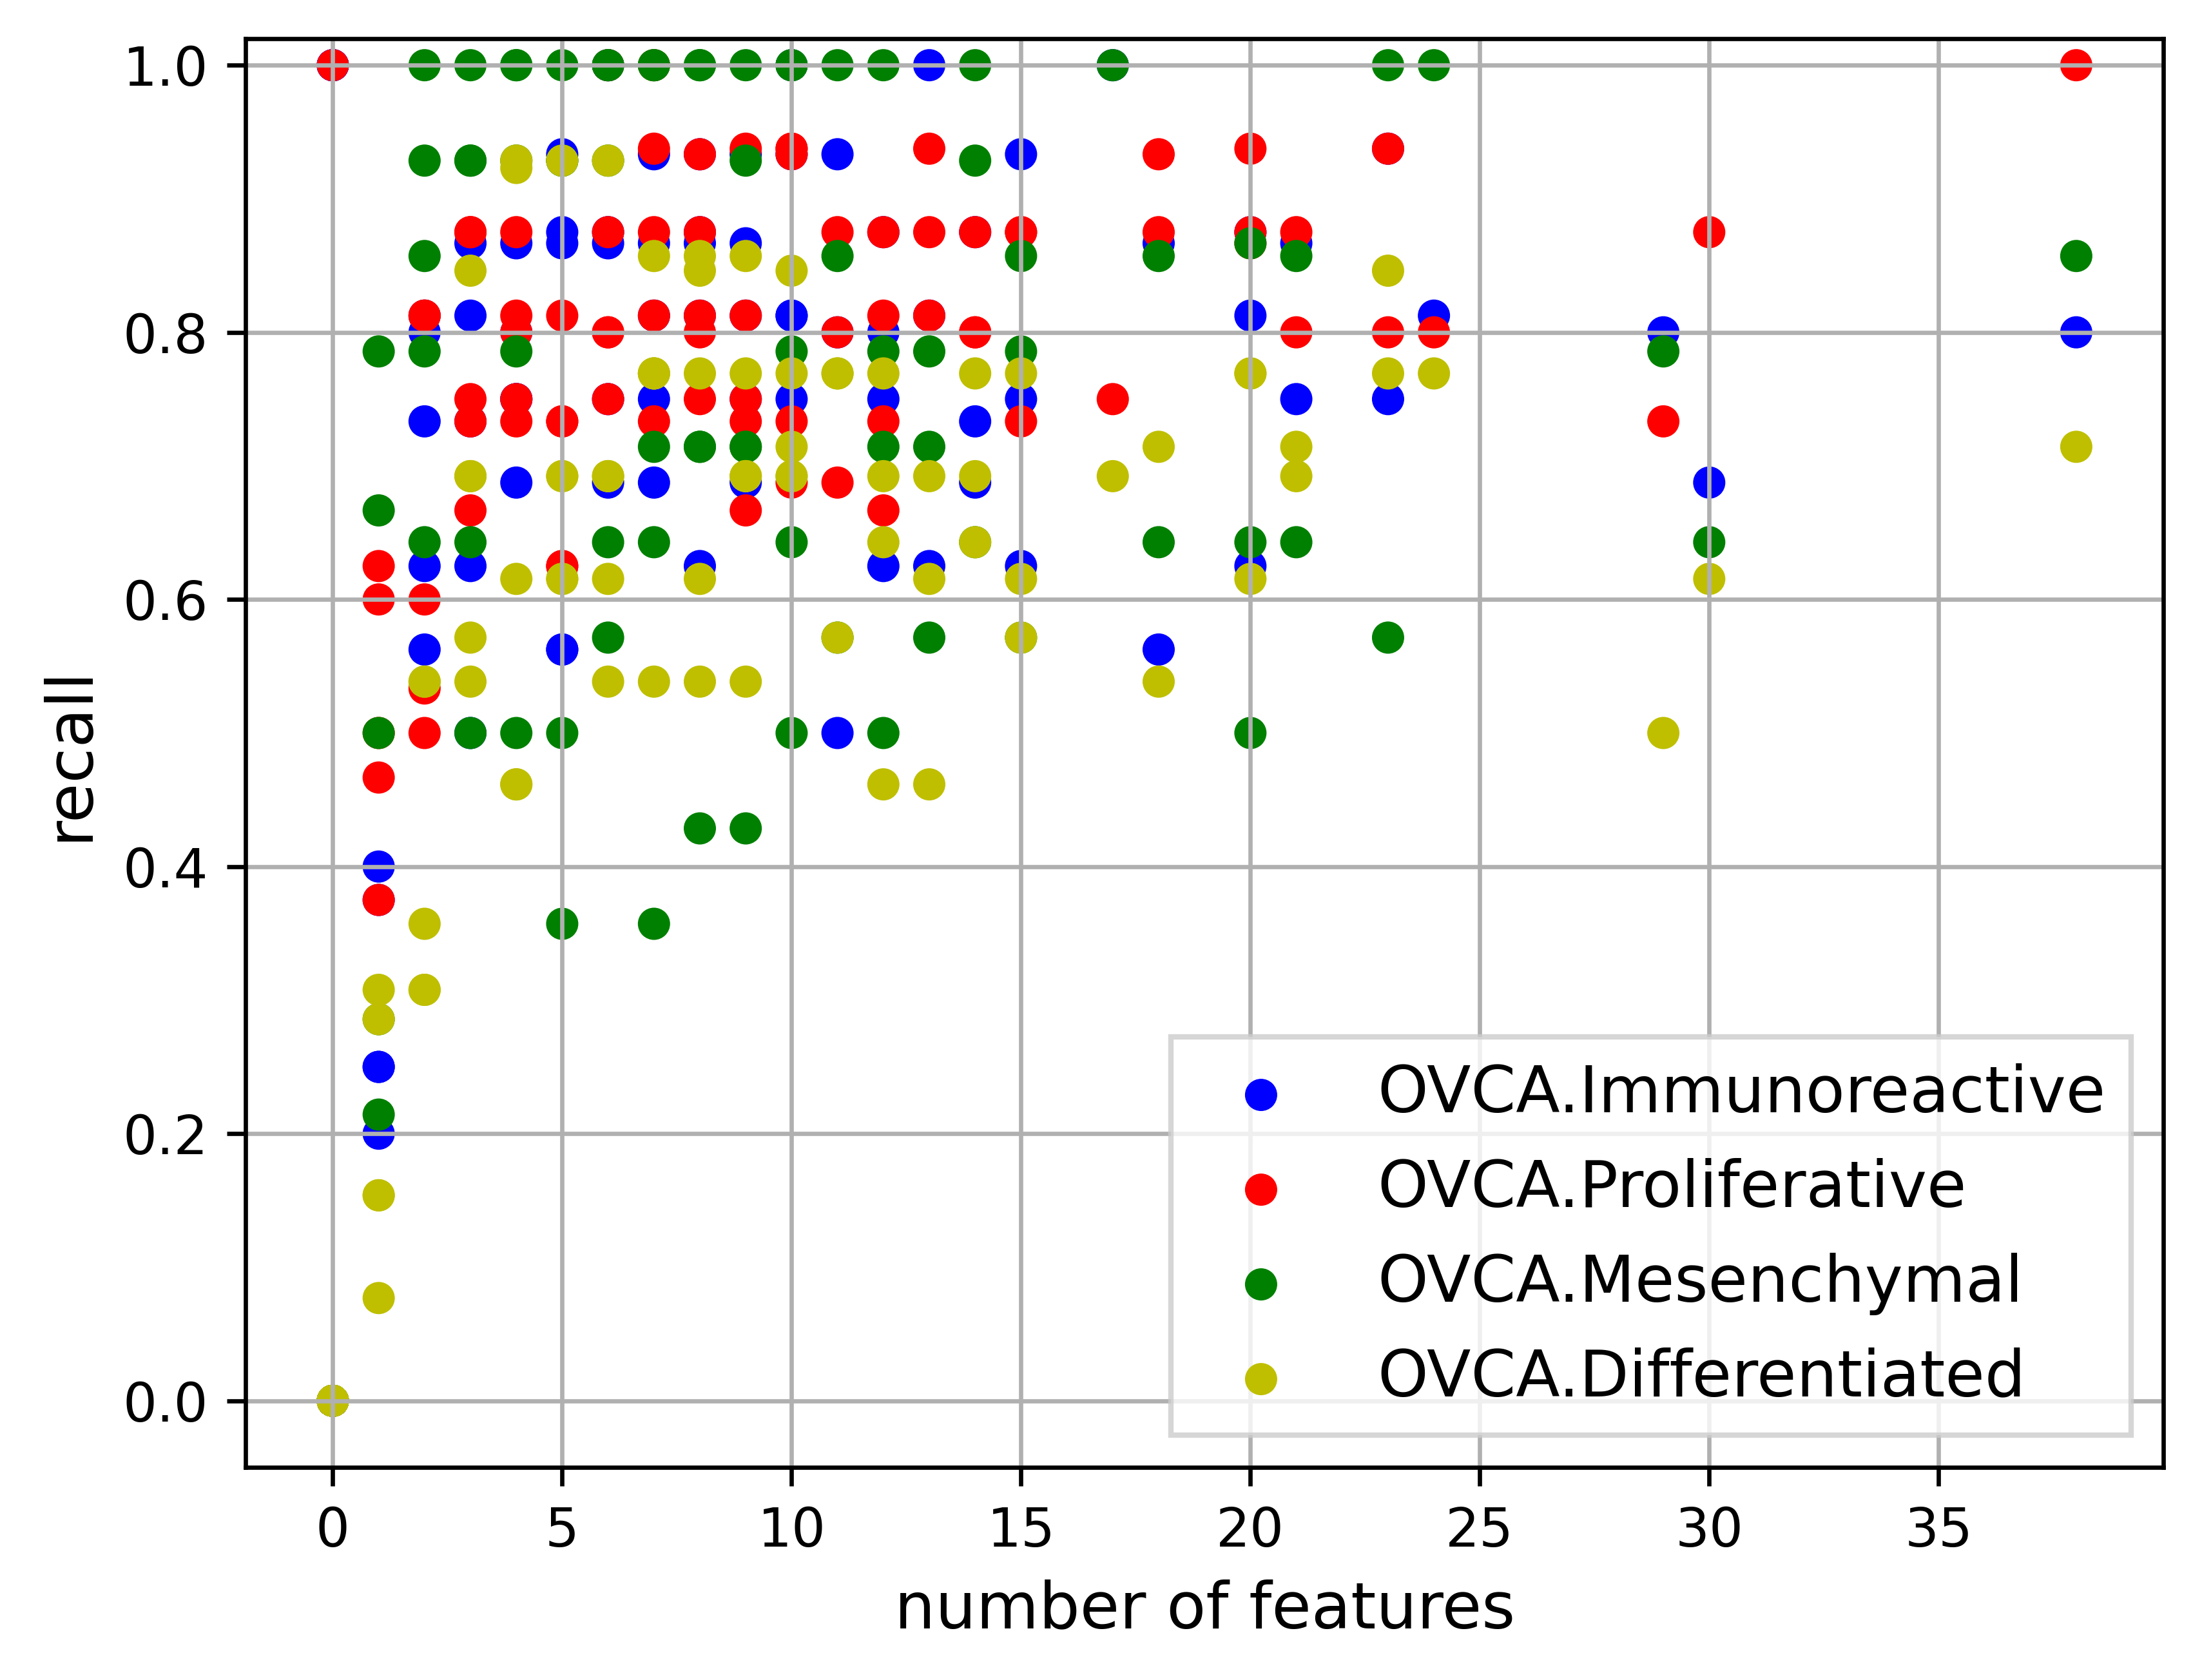 1.0
0.8
0.6
0.4
0.2
0.0
recall
OVCA.Immunoreactive
OVCA.Proliferative
OVCA.Mesenchymal
OVCA.Differentiated
0 5 10 15 20 25 30 35
number of features